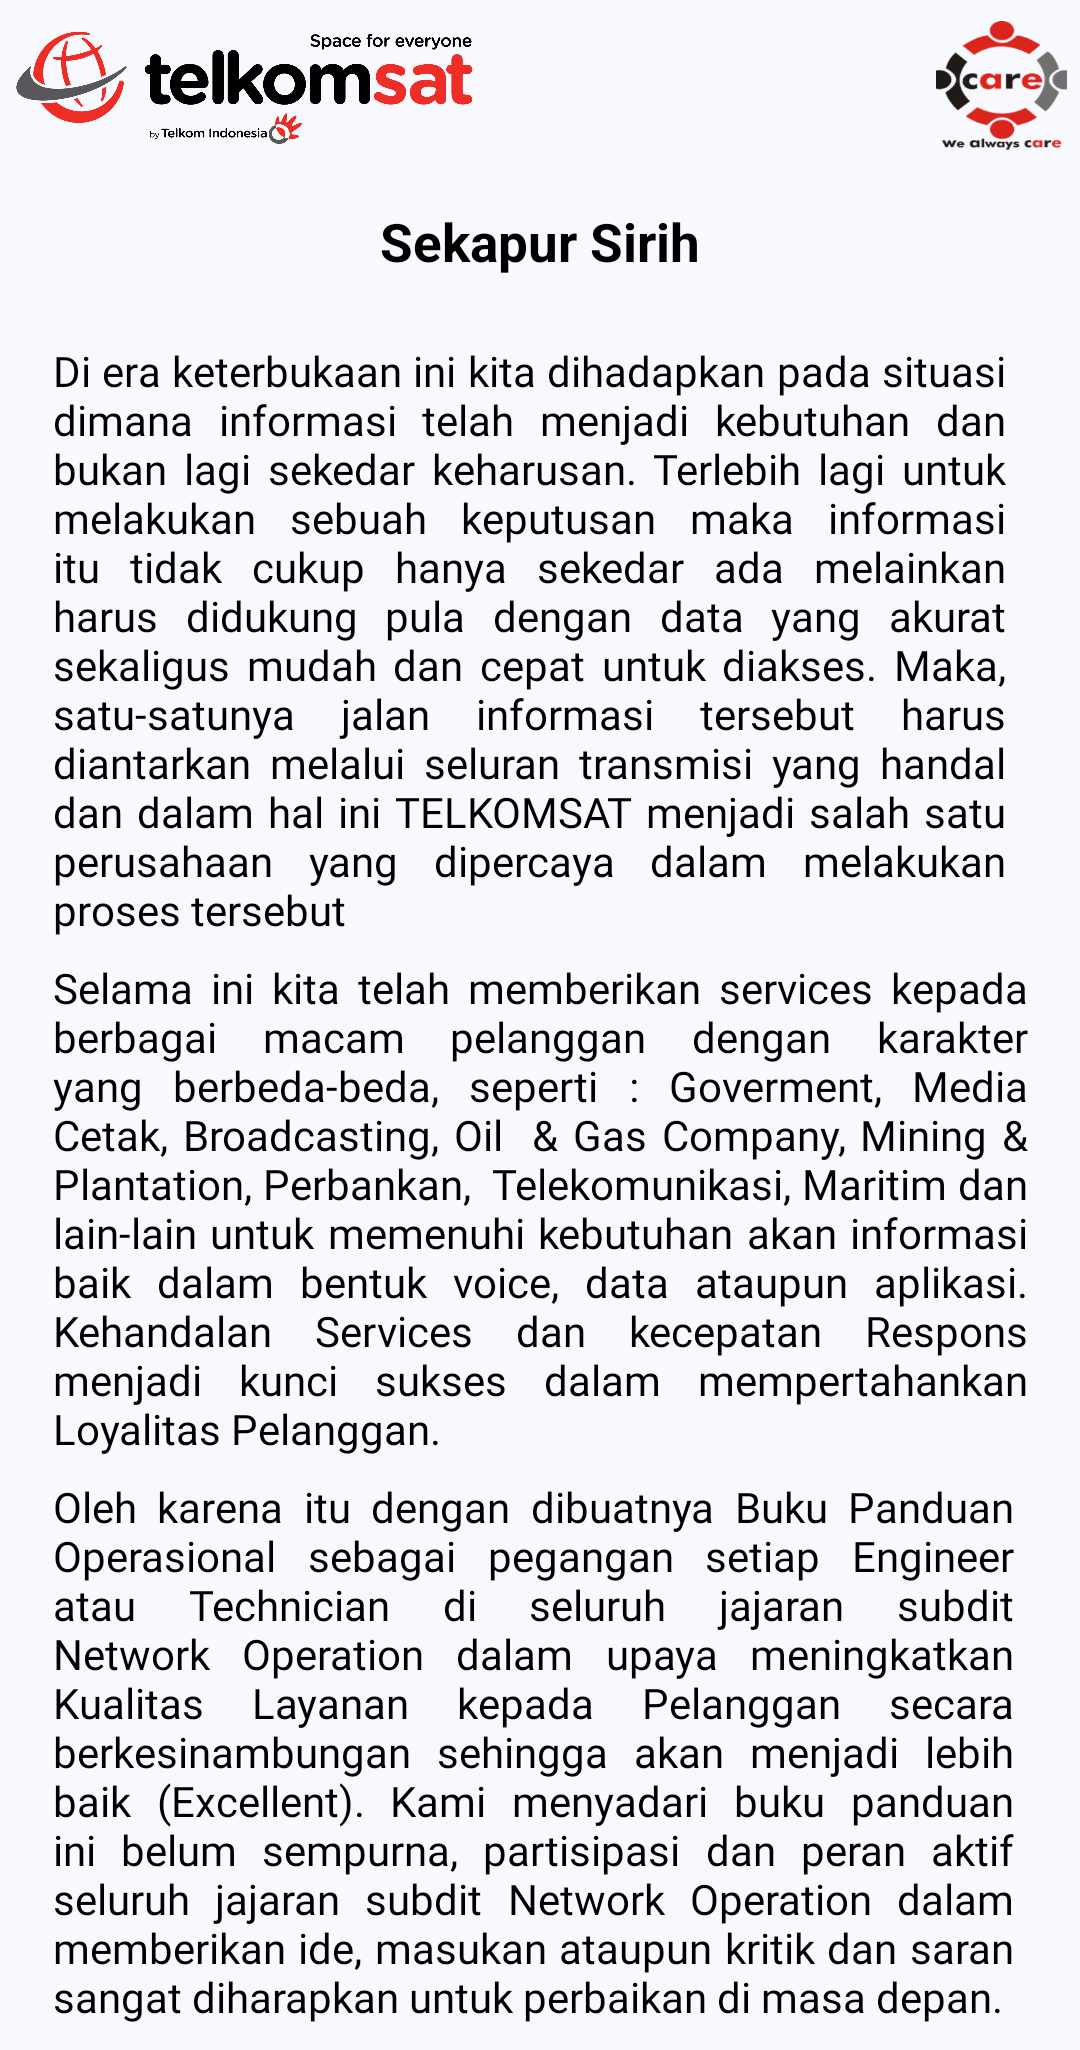 Space for everyone
telkomsat
by Telkom Indonesia
care
we always care
Sekapur Sirih
Di era keterbukaan ini kita dihadapkan pada situasi
dimana informasi telah menjadi kebutuhan dan
bukan lagi sekedar keharusan. Terlebih lagi untuk
melakukan sebuah keputusan maka informasi
itu tidak cukup hanya sekedar ada melainkan
harus didukung pula dengan data yang akurat
sekaligus mudah dan cepat untuk diakses. Maka,
satu-satunya jalan informasi tersebut harus
diantarkan melalui seluran transmisi yang handal
dan dalam hal ini TELKOMSAT menjadi salah satu
perusahaan yang dipercaya dalam melakukan
proses tersebut
Selama ini kita telah memberikan services kepada
berbagai macam pelanggan dengan karakter
yang berbeda-beda, seperti : Goverment, Media
Cetak, Broadcasting, Oil & Gas Company, Mining &
Plantation, Perbankan, Telekomunikasi, Maritim dan
lain-lain untuk memenuhi kebutuhan akan informasi
baik dalam bentuk voice, data ataupun aplikasi.
Kehandalan Services dan kecepatan Respons
menjadi kunci sukses dalam mempertahankan
Loyalitas Pelanggan.
Oleh karena itu dengan dibuatnya Buku Panduan
Operasional sebagai pegangan setiap Engineer
atau Technician di seluruh jajaran subdit
Network Operation dalam upaya meningkatkan
Kualitas Layanan kepada Pelanggan secara
berkesinambungan sehingga akan menjadi lebih
baik (Excellent). Kami menyadari buku panduan
ini belum sempurna, partisipasi dan peran aktif
seluruh jajaran subdit Network Operation dalam
memberikan ide, masukan ataupun kritik dan saran
sangat diharapkan untuk perbaikan di masa depan.